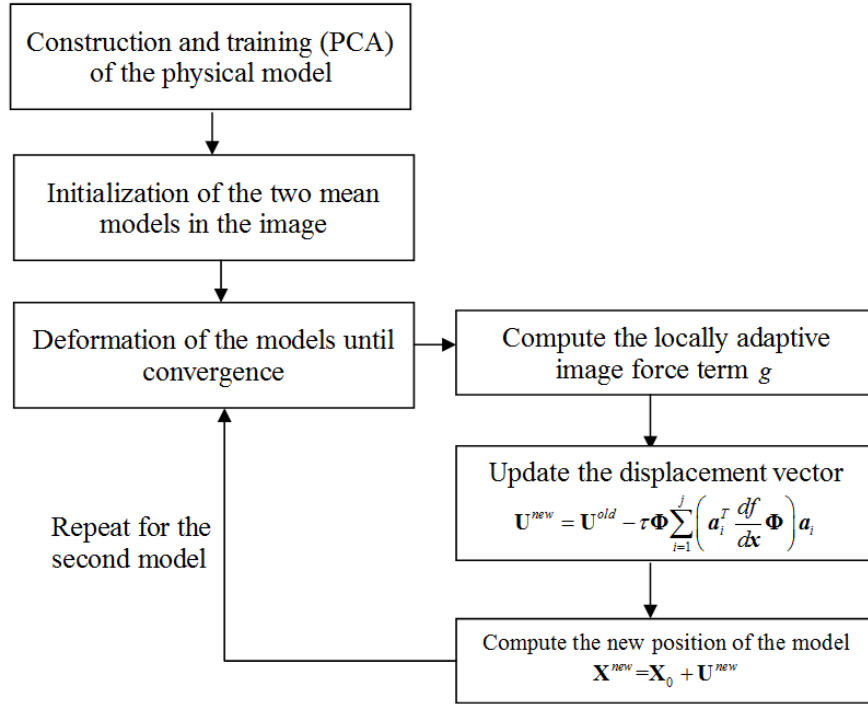 Construction and training (PCA)
of the physical model
Initialization of the two mean
models in the image
Deformation of the models until
convergence
Compute the locally adaptive
image force term g
Update the displacement vector
𝐔^{new} = 𝐔^{old} − τ𝚽∑_{i=1}^{j}(𝒂_i^T \frac{df}{d𝒙} 𝚽)𝒂_i
Repeat for the
second model
Compute the new position of the model
𝐗^{new}=𝐗_0 + 𝐔^{new}